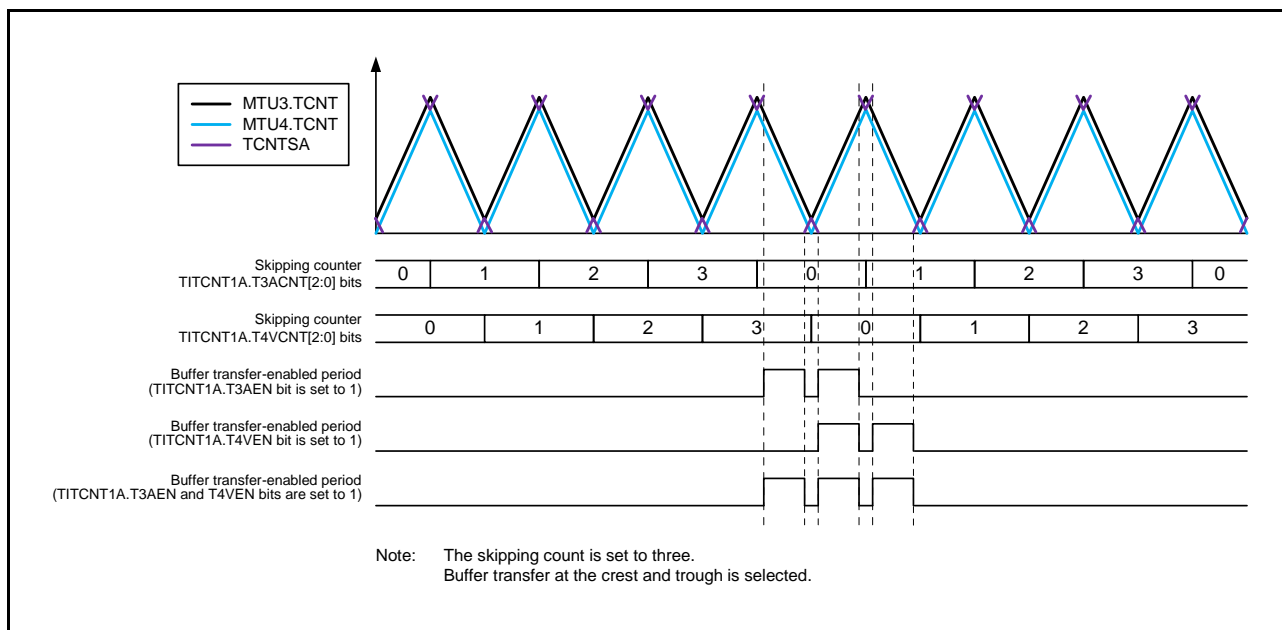 MTU3.TCNT
MTU4.TCNT
TCNTSA
Skipping counter
TITCNT1A.T3ACNT[2:0] bits
0 1 2 3 0 1 2 3 0
Skipping counter
TITCNT1A.T4VCNT[2:0] bits
0 1 2 3 0 1 2 3
Buffer transfer-enabled period
(TITCNT1A.T3AEN bit is set to 1)
Buffer transfer-enabled period
(TITCNT1A.T4VEN bit is set to 1)
Buffer transfer-enabled period
(TITCNT1A.T3AEN and T4VEN bits are set to 1)
Note: The skipping count is set to three.
Buffer transfer at the crest and trough is selected.